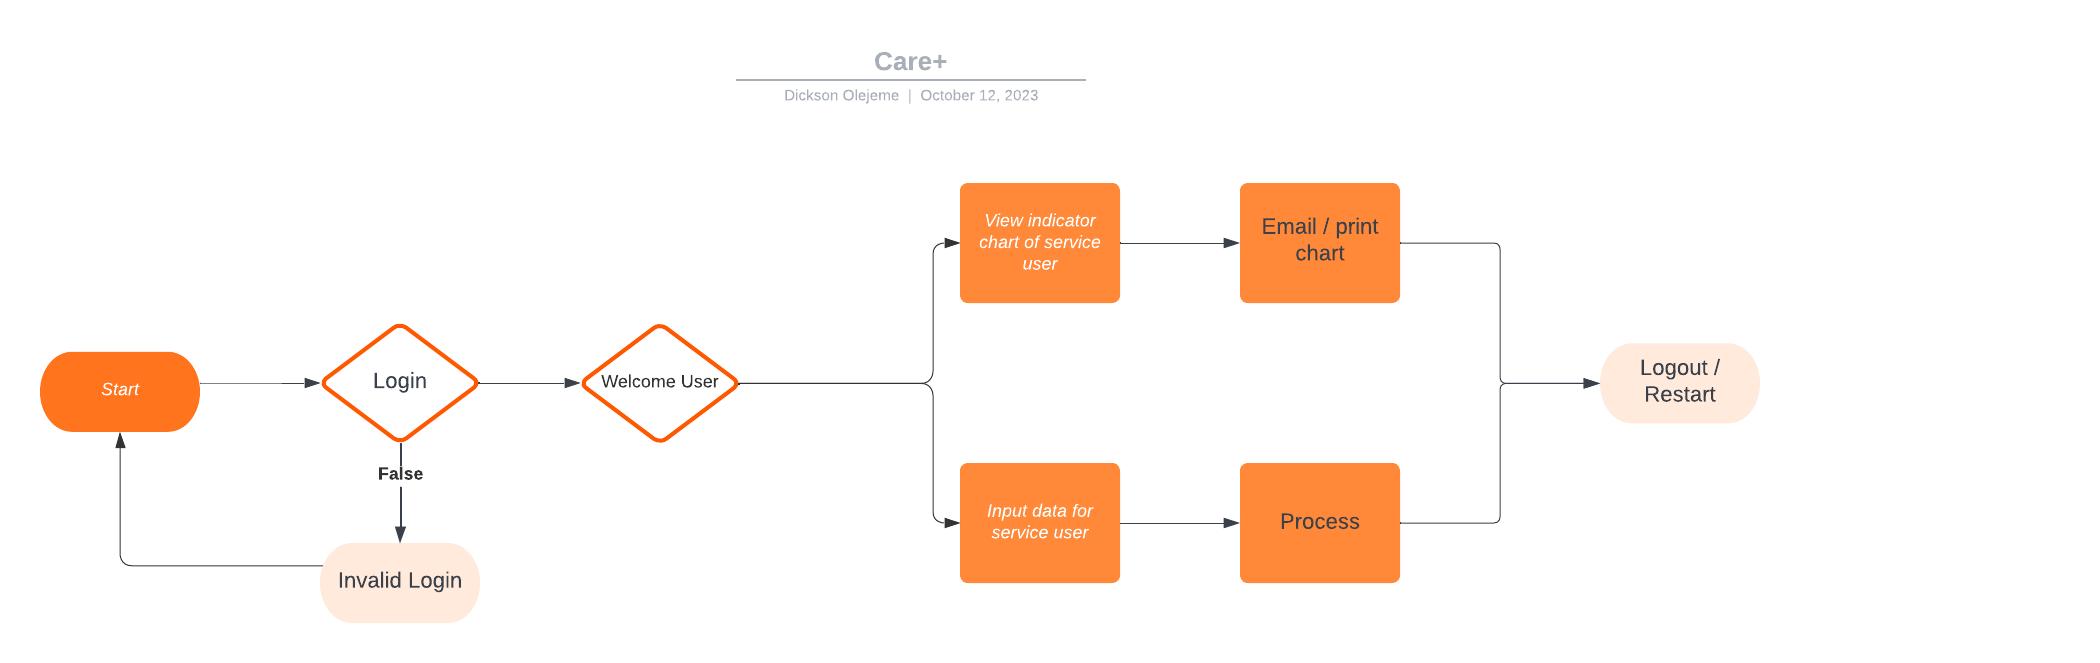 Care+
Dickson Olejeme | October 12, 2023
View indicator
chart of service
user
Email / print
chart
Start
Login
Welcome User
Logout /
Restart
False
Input data for
service user
Process
Invalid Login